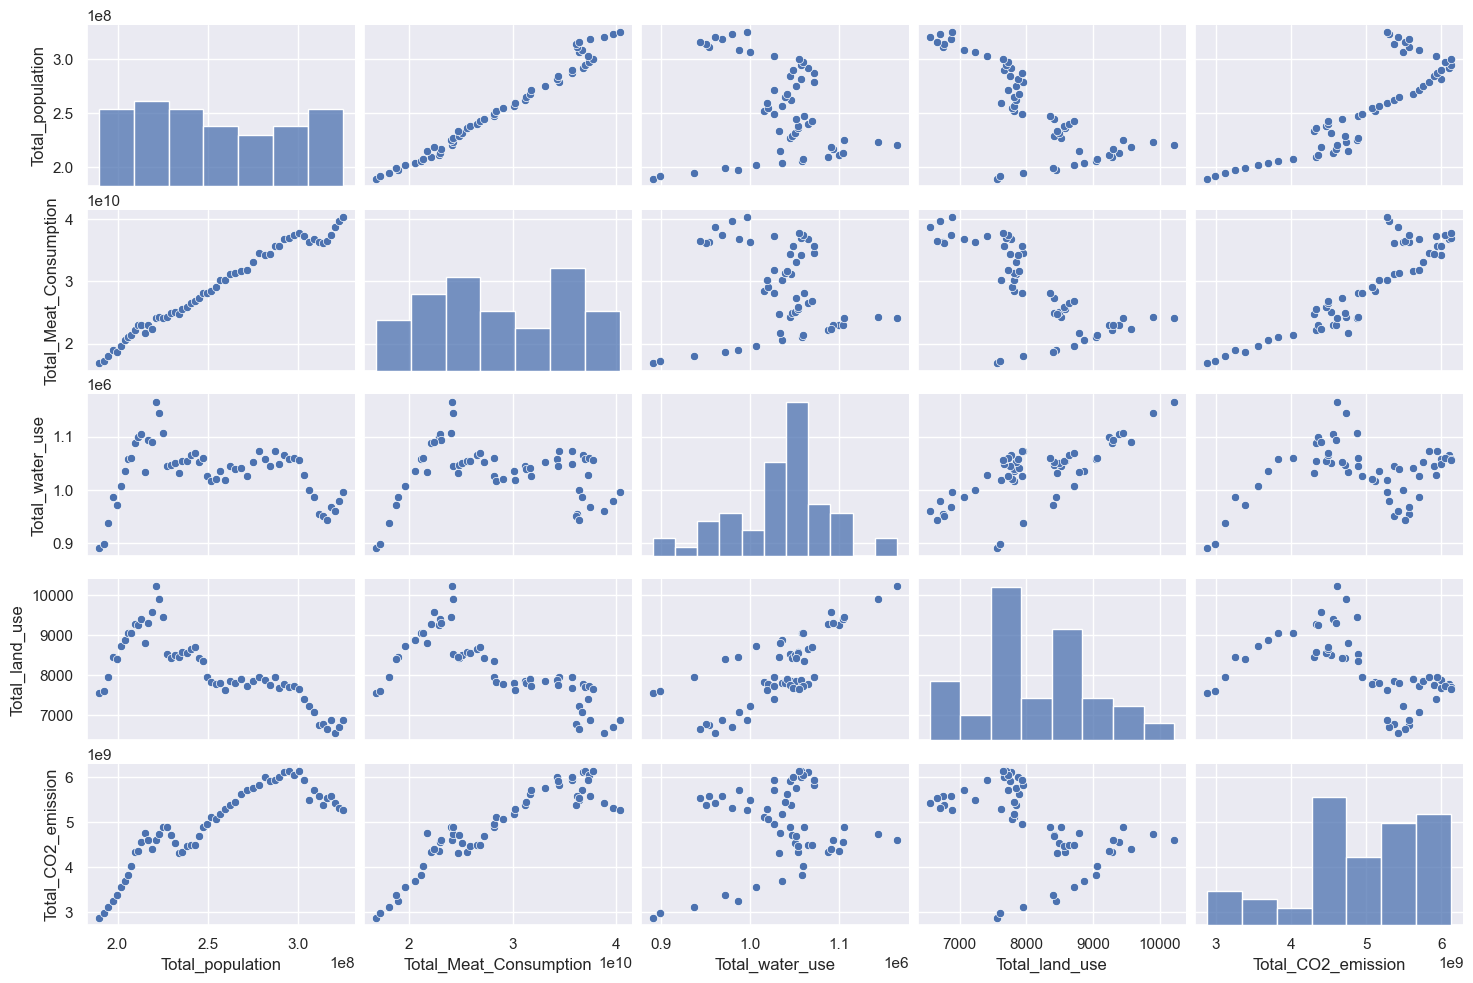 1e8
Total_population
3.0
2.5
2.0
1e10
Total_Meat_Consumption
4
3
2
1e6
Total_water_use
1.1
1.0
0.9
Total_land_use
10000
9000
8000
7000
1e9
Total_CO2_emission
6
5
4
3
2.0 2.5 3.0 2 3 4 0.9 1.0 1.1 7000 8000 9000 10000 3 4 5 6
Total_population 1e8 Total_Meat_Consumption 1e10 Total_water_use 1e6 Total_land_use Total_CO2_emission 1e9